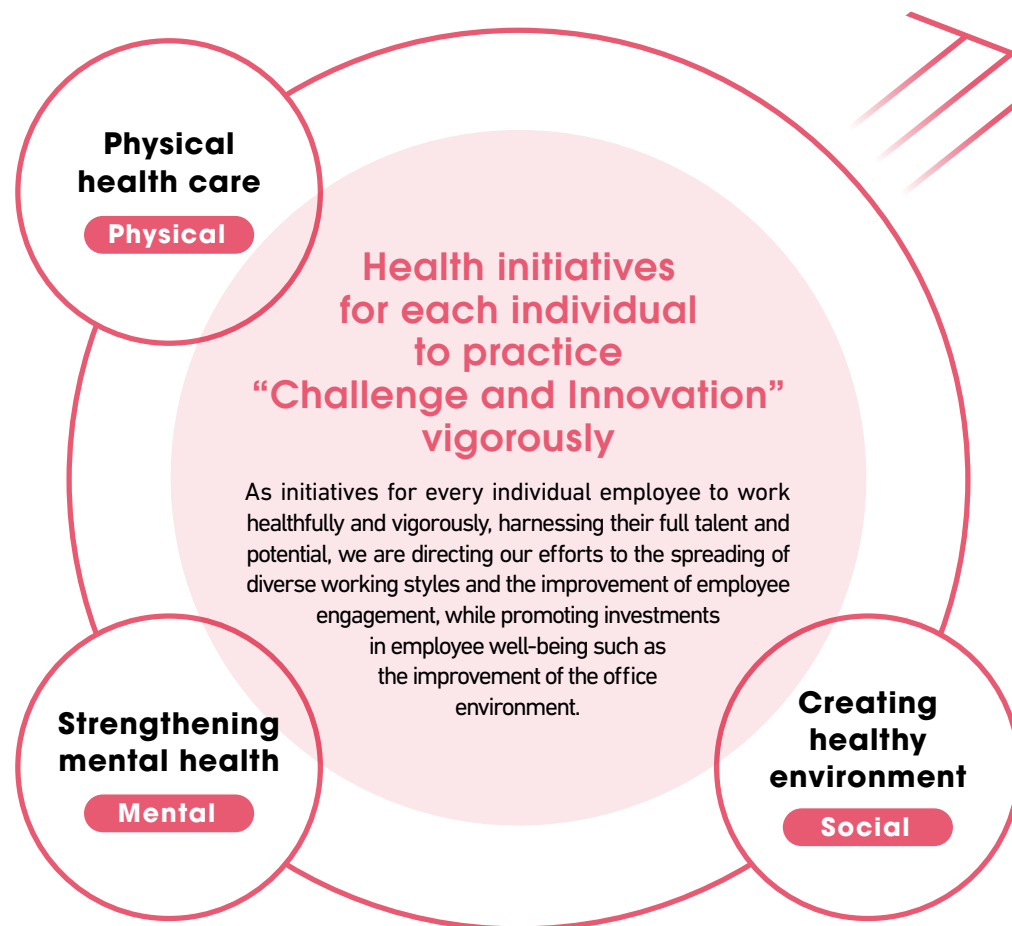 Physical
health care
Physical
Health initiatives
for each individual
to practice
“Challenge and Innovation”
vigorously
As initiatives for every individual employee to work
healthfully and vigorously, harnessing their full talent and
potential, we are directing our efforts to the spreading of
diverse working styles and the improvement of employee
engagement, while promoting investments
in employee well-being such as
the improvement of the office
environment.
Strengthening
mental health
Mental
Creating
healthy
environment
Social